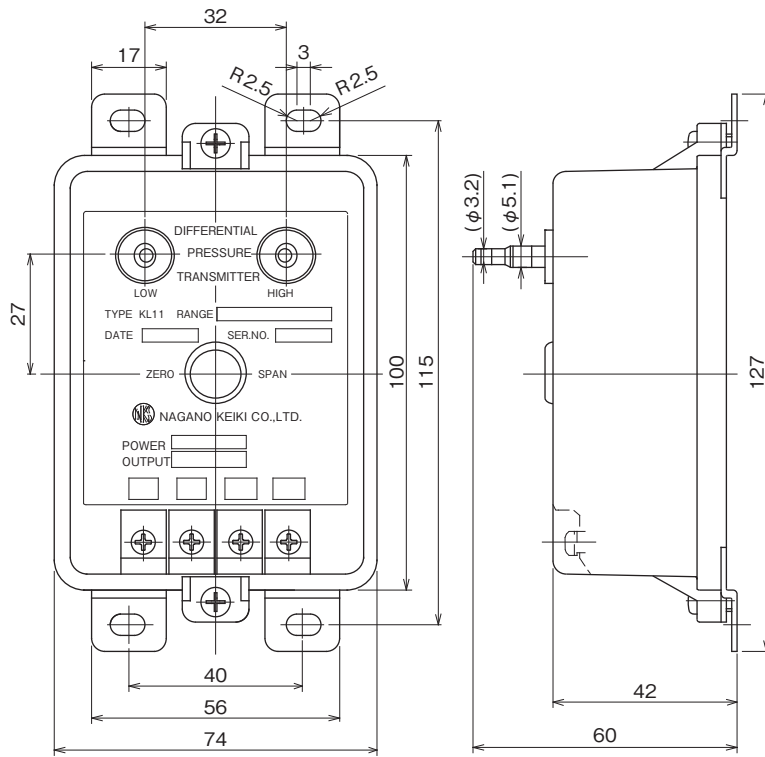 32
17
3
R2.5
R2.5
(φ3.2)
(φ5.1)
DIFFERENTIAL
PRESSURE
TRANSMITTER
LOW
HIGH
27
TYPE KL11 RANGE
DATE
SER.NO.
ZERO
SPAN
100
115
127
NKS NAGANO KEIKI CO.,LTD.
POWER
OUTPUT
40
42
56
60
74